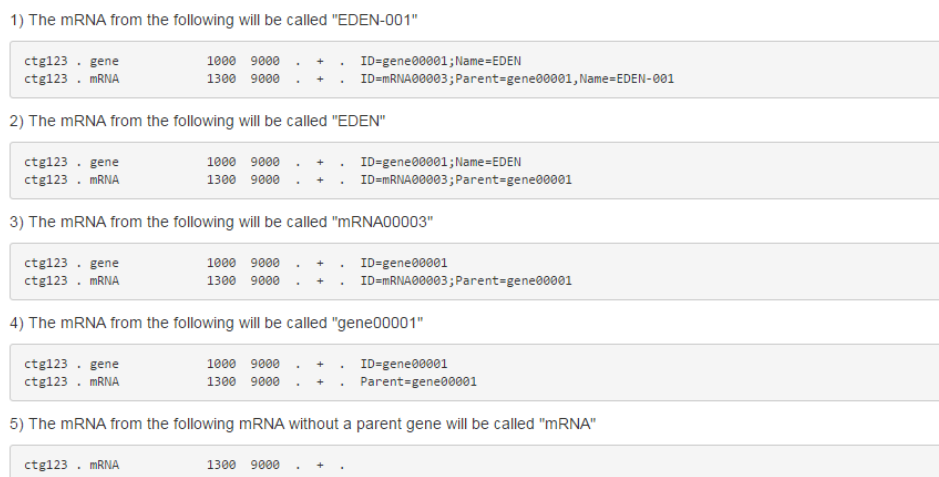 1) The mRNA from the following will be called "EDEN-001"
ctg123 . gene 1000 9000 . + . ID=gene00001;Name=EDEN
ctg123 . mRNA 1300 9000 . + . ID=mRNA00003;Parent=gene00001,Name=EDEN-001
2) The mRNA from the following will be called "EDEN"
ctg123 . gene 1000 9000 . + . ID=gene00001;Name=EDEN
ctg123 . mRNA 1300 9000 . + . ID=mRNA00003;Parent=gene00001
3) The mRNA from the following will be called "mRNA00003"
ctg123 . gene 1000 9000 . + . ID=gene00001
ctg123 . mRNA 1300 9000 . + . ID=mRNA00003;Parent=gene00001
4) The mRNA from the following will be called "gene00001"
ctg123 . gene 1000 9000 . + . ID=gene00001
ctg123 . mRNA 1300 9000 . + . Parent=gene00001
5) The mRNA from the following mRNA without a parent gene will be called "mRNA"
ctg123 . mRNA 1300 9000 . + .